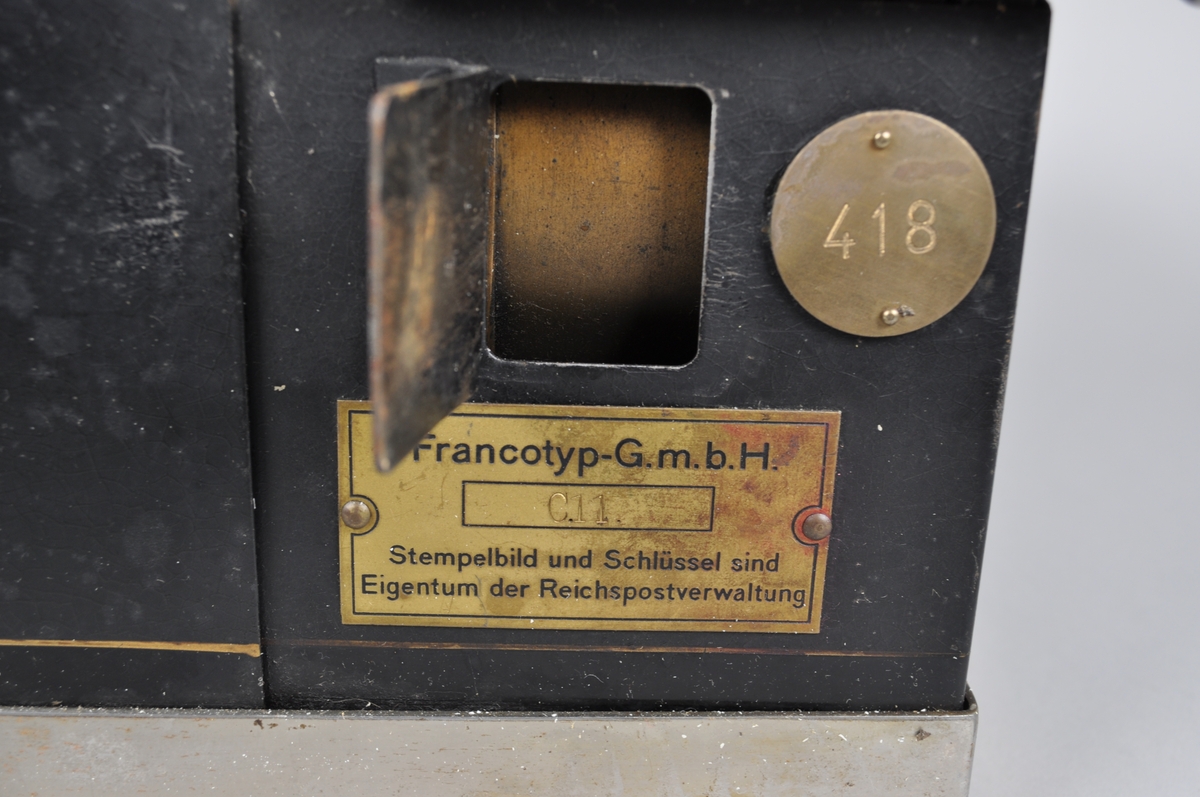 418
Francotyp-G.m.b.H.
C.11.
Stempelbild und Schlüssel sind
Eigentum der Reichspostverwaltung